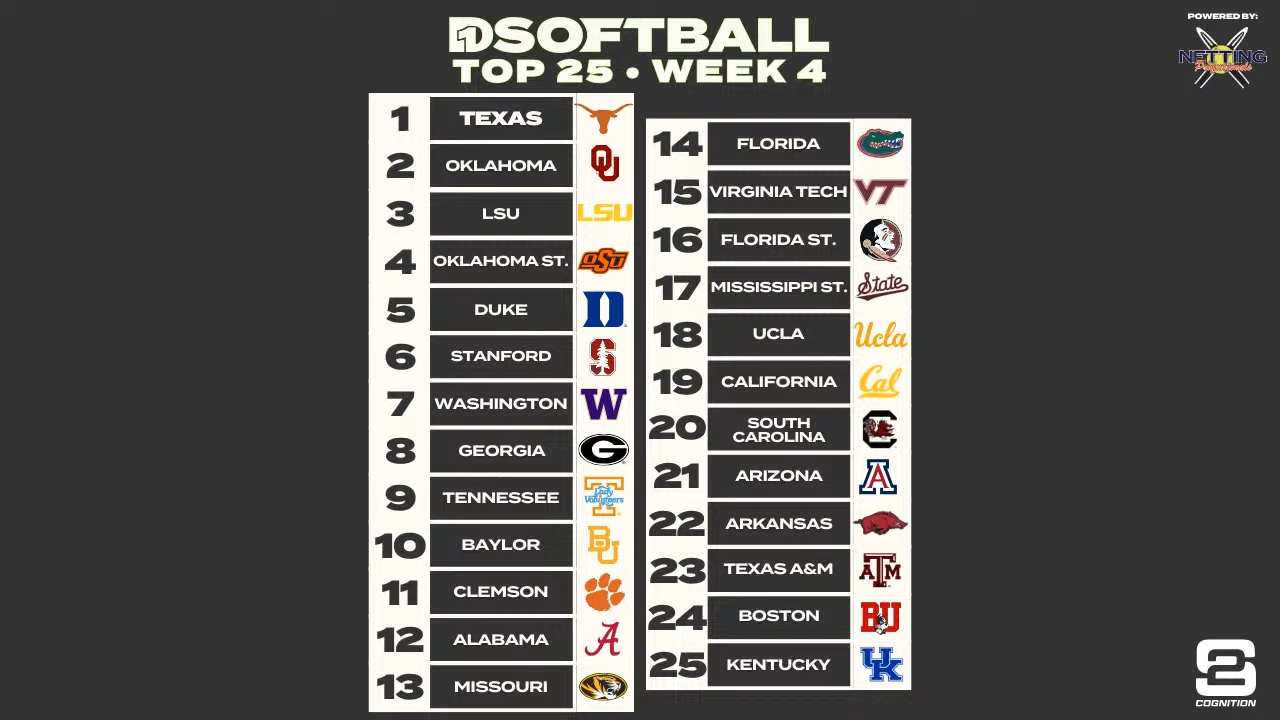 D1SOFTBALL
TOP 25 • WEEK 4
POWERED BY:
NETTING
Professionals
1 TEXAS
2 OKLAHOMA OU
3 LSU LSU
4 OKLAHOMA ST. OSU
5 DUKE D
6 STANFORD S
7 WASHINGTON W
8 GEORGIA G
9 TENNESSEE T Lady Volunteers
10 BAYLOR BU
11 CLEMSON
12 ALABAMA A
13 MISSOURI
14 FLORIDA
15 VIRGINIA TECH VT
16 FLORIDA ST.
17 MISSISSIPPI ST. State
18 UCLA Ucla
19 CALIFORNIA Cal
20 SOUTH CAROLINA C
21 ARIZONA A
22 ARKANSAS
23 TEXAS A&M ATM
24 BOSTON BU
25 KENTUCKY UK
S2
COGNITION